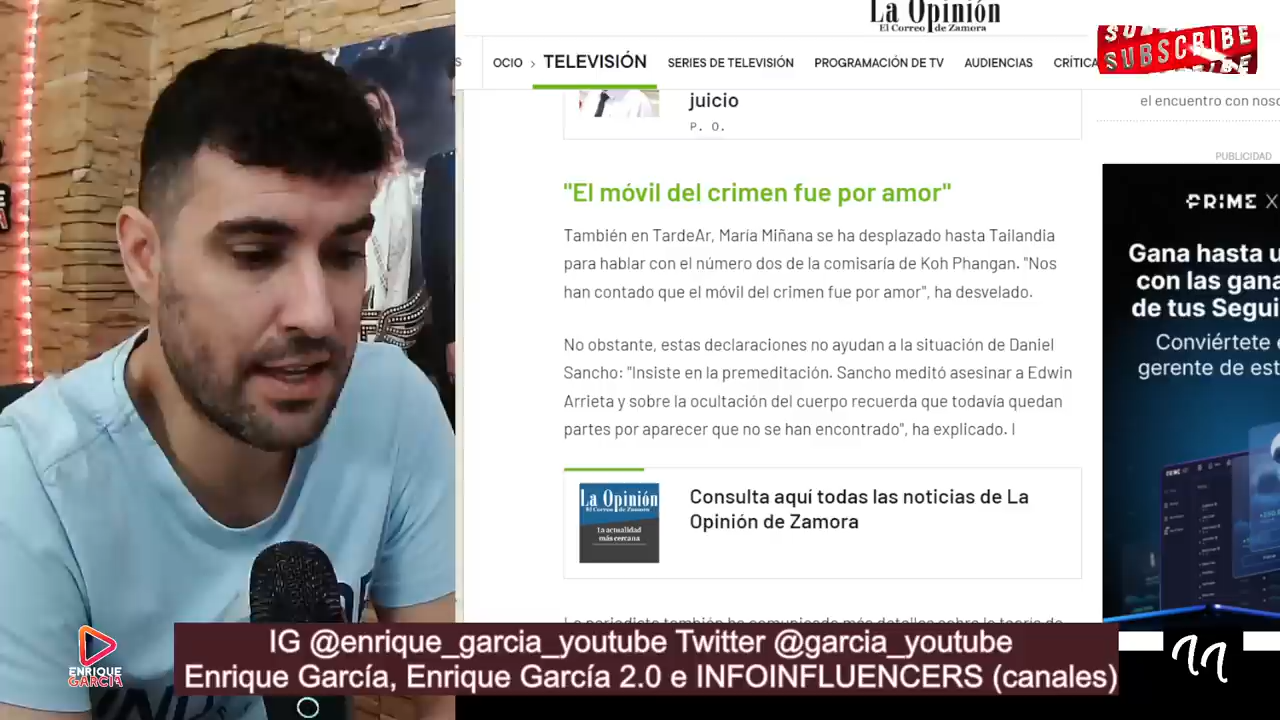 La Opinión
El Correo de Zamora
SUBSCRIBE
S
OCIO > TELEVISIÓN SERIES DE TELEVISIÓN PROGRAMACIÓN DE TV AUDIENCIAS CRÍTICA
juicio
P. O.
el encuentro con noso
PUBLICIDAD
"El móvil del crimen fue por amor"
También en TardeAr, María Miñana se ha desplazado hasta Tailandia
para hablar con el número dos de la comisaría de Koh Phangan. "Nos
han contado que el móvil del crimen fue por amor", ha desvelado.
No obstante, estas declaraciones no ayudan a la situación de Daniel
Sancho: "Insiste en la premeditación. Sancho meditó asesinar a Edwin
Arrieta y sobre la ocultación del cuerpo recuerda que todavía quedan
partes por aparecer que no se han encontrado", ha explicado. l
PRIME X
Gana hasta u
con las gana
de tus Segui
Conviértete e
gerente de est
La Opinión
El Correo de Zamora
La actualidad
más cercana
Consulta aquí todas las noticias de La
Opinión de Zamora
IG @enrique_garcia_youtube Twitter @garcia_youtube
Enrique García, Enrique García 2.0 e INFOINFLUENCERS (canales)
ENRIQUE
GARCÍA